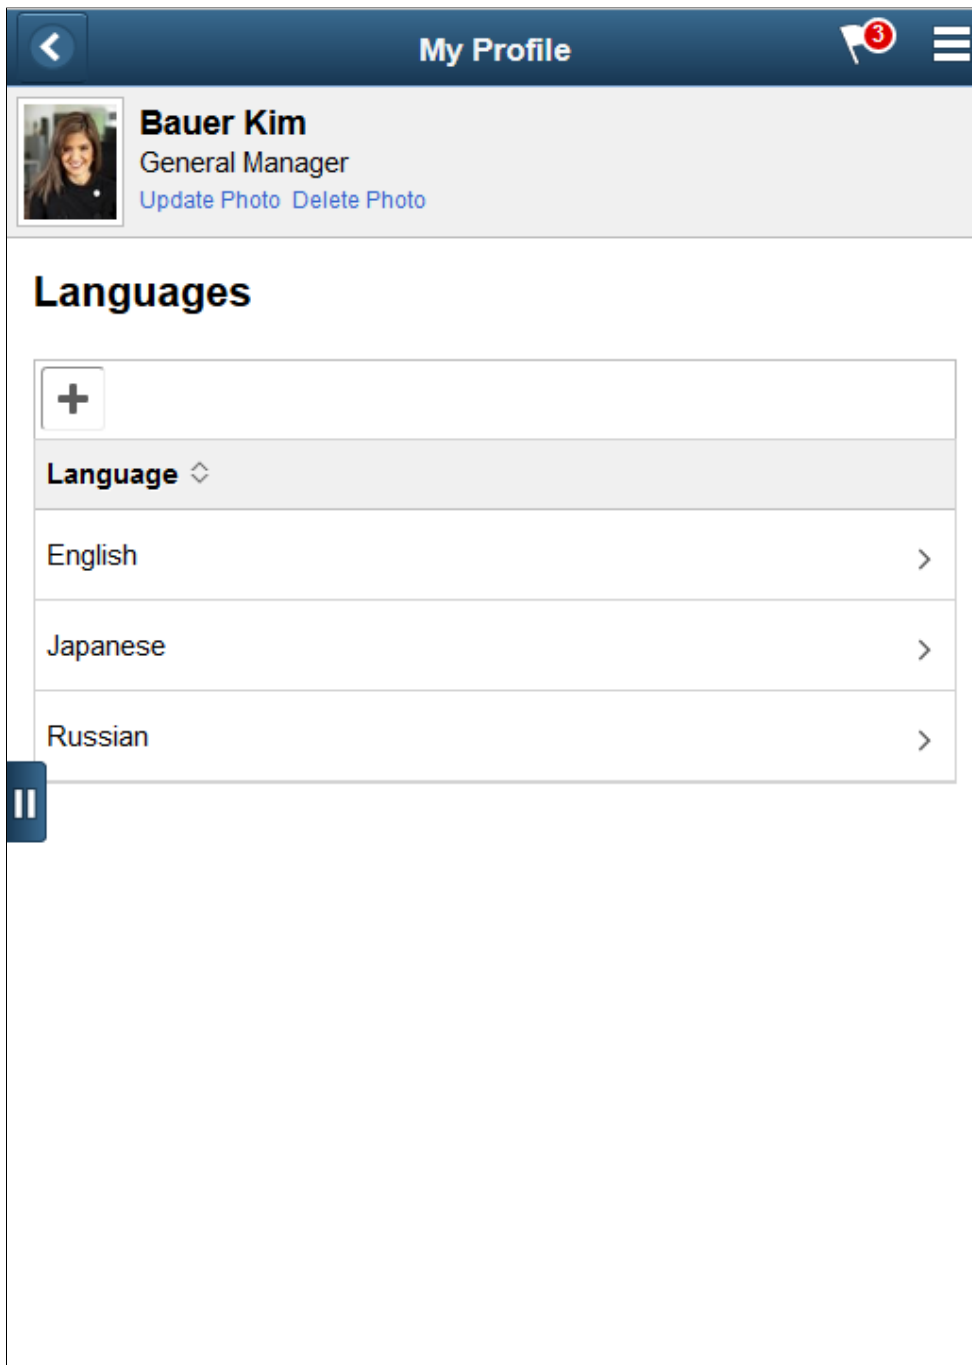 My Profile
3
Bauer Kim
General Manager
Update Photo Delete Photo
Languages
Language
English
Japanese
Russian